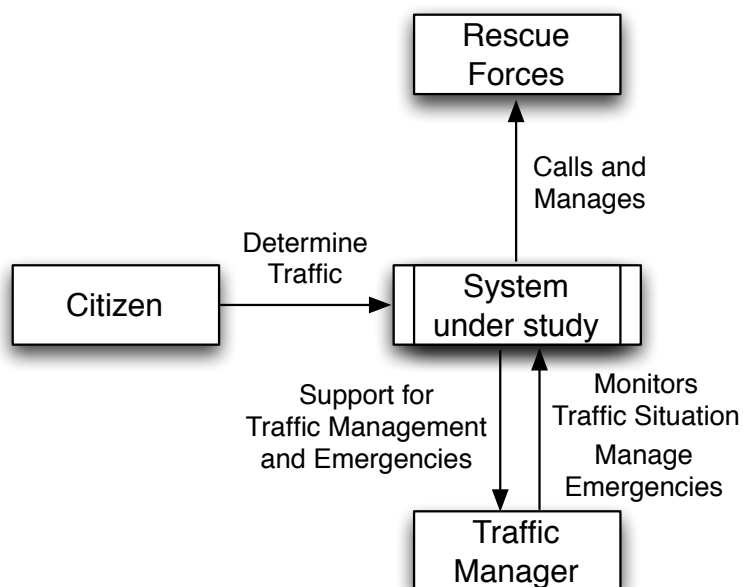 Rescue
Forces
Calls and
Manages
Determine
Traffic
Citizen
System
under study
Support for
Traffic Management
and Emergencies
Monitors
Traffic Situation
Manage
Emergencies
Traffic
Manager